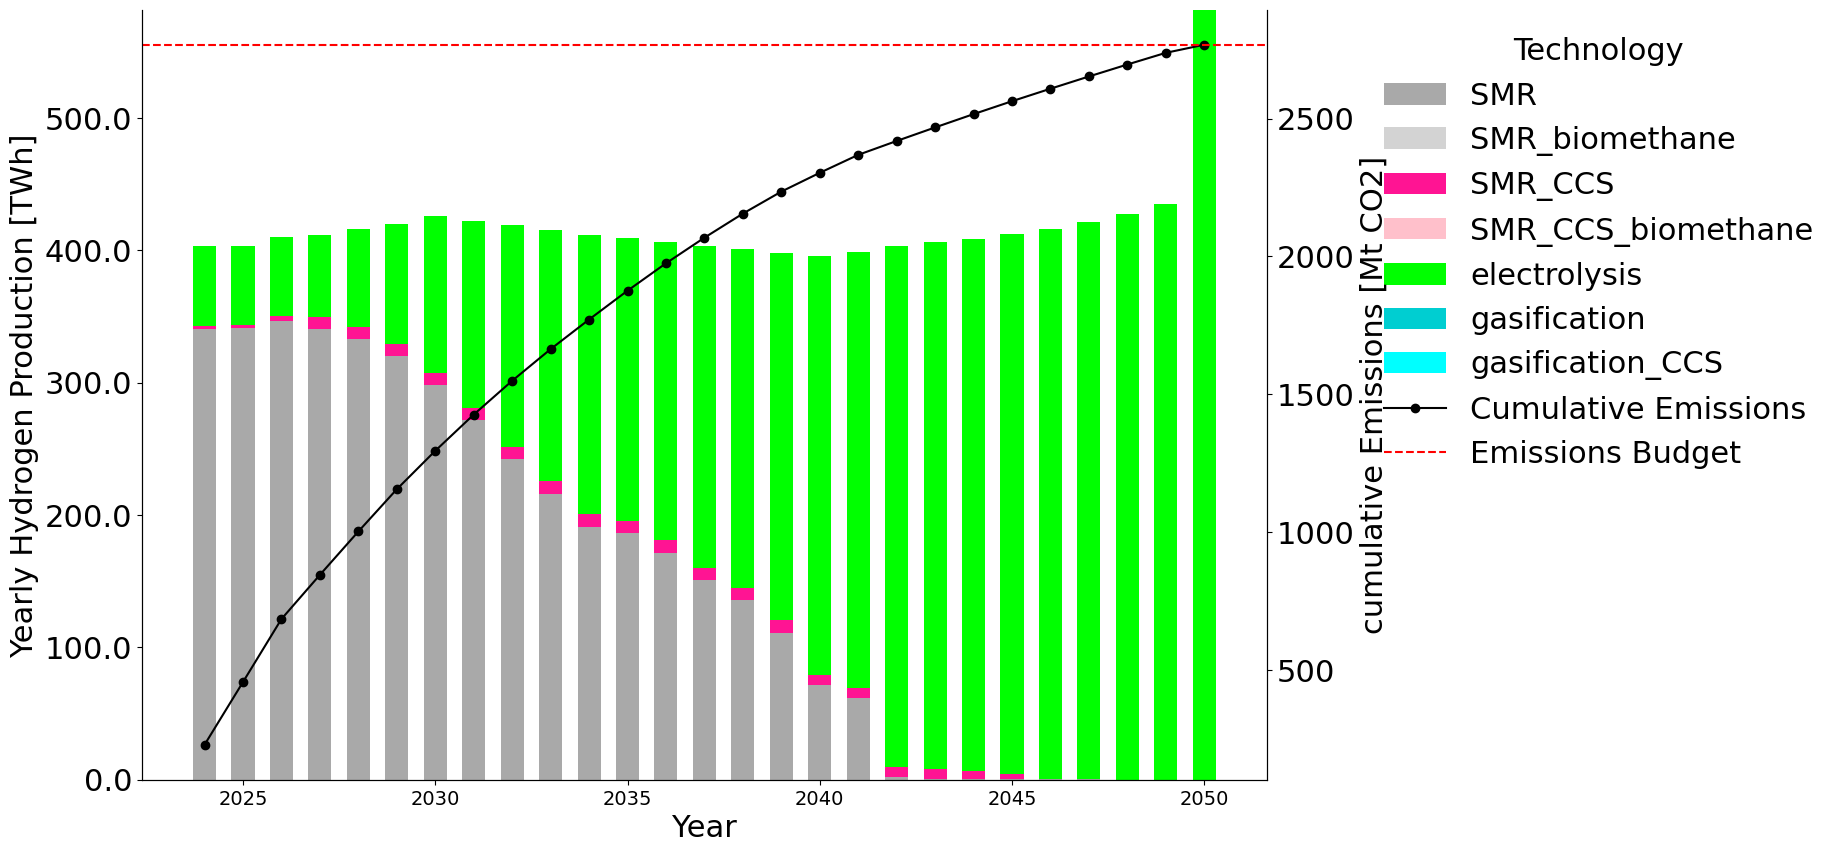 Yearly Hydrogen Production [TWh]
500.0
400.0
300.0
200.0
100.0
0.0
2025
2030
2035
2040
2045
2050
Year
2500
2000
1500
1000
500
cumulative Emissions [Mt CO2]
Technology
SMR
SMR_biomethane
SMR_CCS
SMR_CCS_biomethane
electrolysis
gasification
gasification_CCS
Cumulative Emissions
Emissions Budget